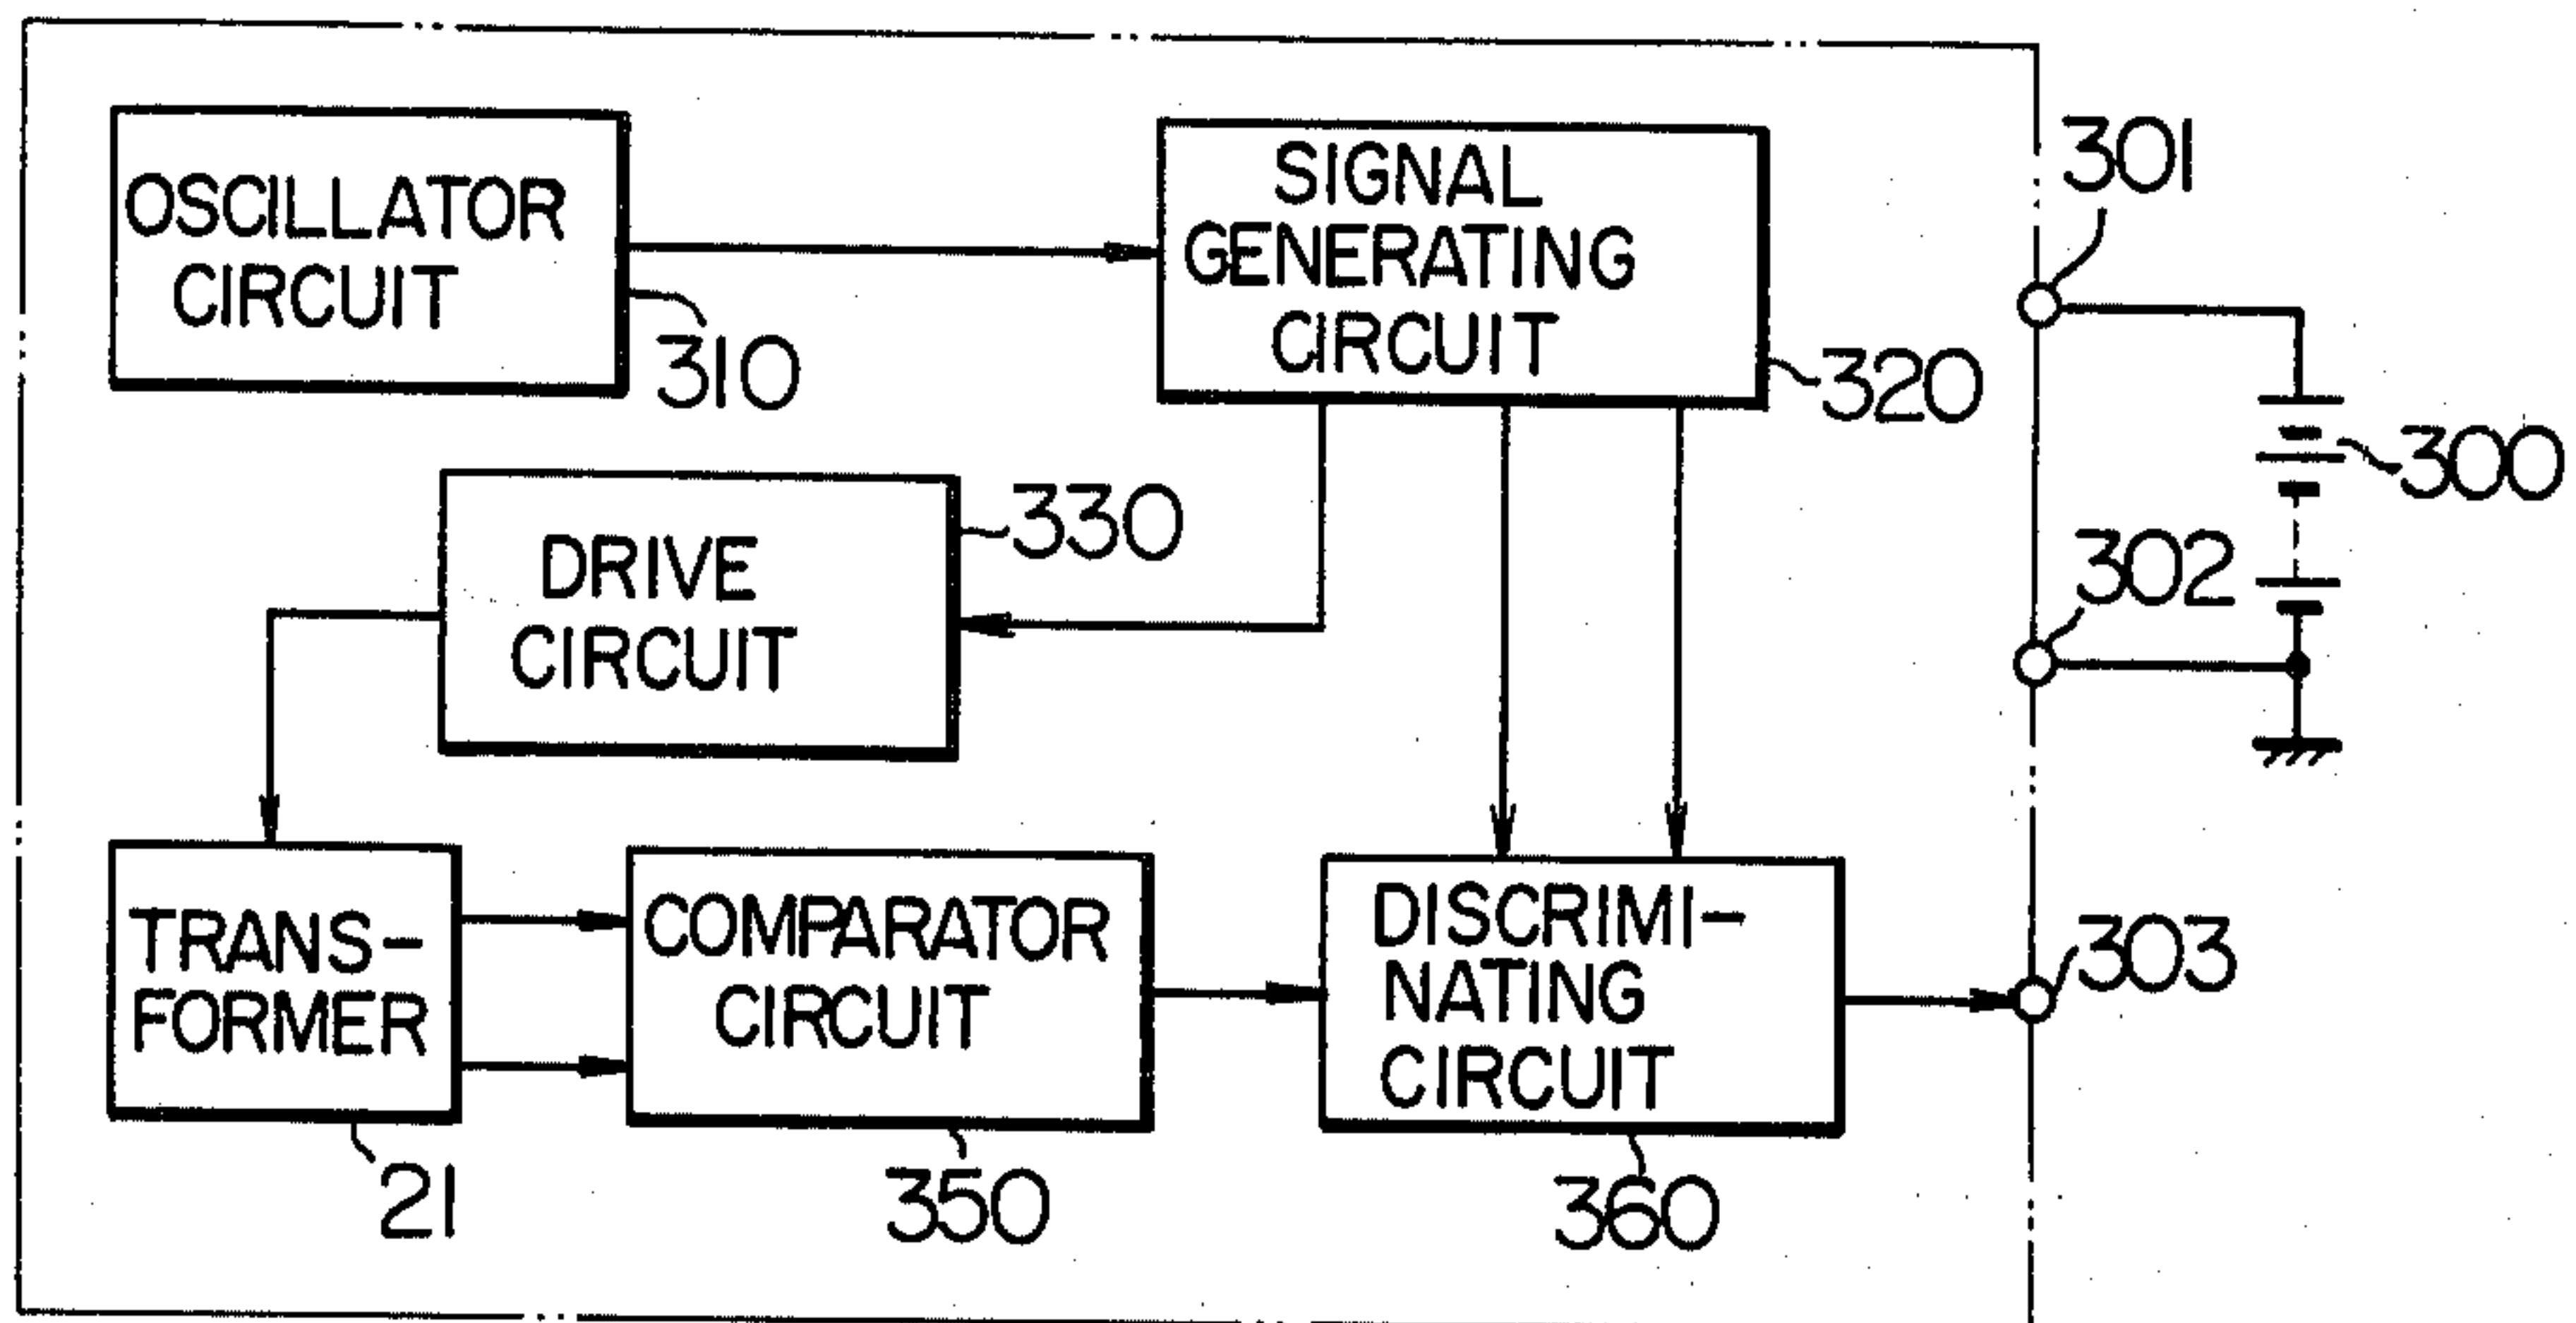 OSCILLATOR
CIRCUIT
310
SIGNAL
GENERATING
CIRCUIT
320
301
300
DRIVE
CIRCUIT
330
302
TRANS-
FORMER
21
COMPARATOR
CIRCUIT
350
DISCRIMI-
NATING
CIRCUIT
360
303